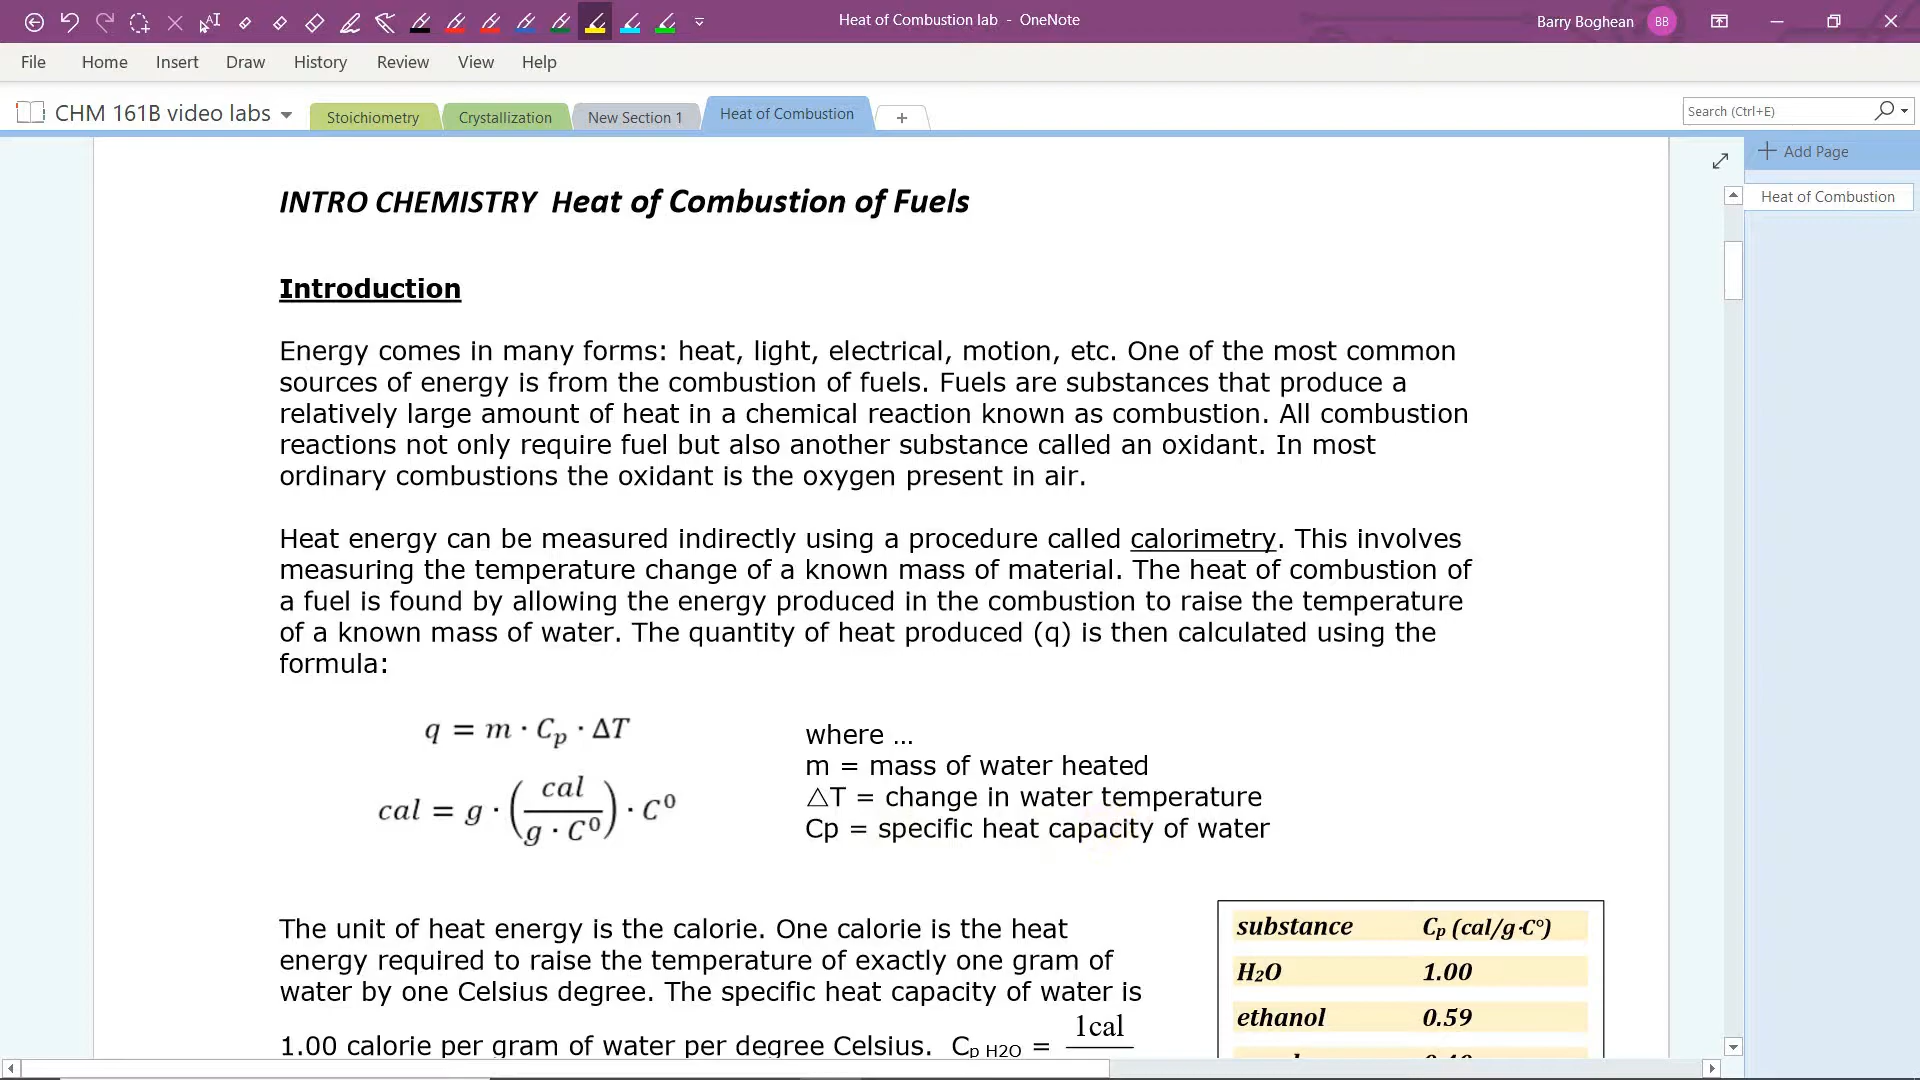 Heat of Combustion lab - OneNote
Barry Boghean BB
File Home Insert Draw History Review View Help
CHM 161B video labs Stoichiometry Crystallization New Section 1 Heat of Combustion +
Search (Ctrl+E)
Add Page
Heat of Combustion
INTRO CHEMISTRY Heat of Combustion of Fuels
Introduction
Energy comes in many forms: heat, light, electrical, motion, etc. One of the most common
sources of energy is from the combustion of fuels. Fuels are substances that produce a
relatively large amount of heat in a chemical reaction known as combustion. All combustion
reactions not only require fuel but also another substance called an oxidant. In most
ordinary combustions the oxidant is the oxygen present in air.
Heat energy can be measured indirectly using a procedure called calorimetry. This involves
measuring the temperature change of a known mass of material. The heat of combustion of
a fuel is found by allowing the energy produced in the combustion to raise the temperature
of a known mass of water. The quantity of heat produced (q) is then calculated using the
formula:
q = m · Cp · ΔT
cal = g · (cal / g · C⁰) · C⁰
where ...
m = mass of water heated
△T = change in water temperature
Cp = specific heat capacity of water
The unit of heat energy is the calorie. One calorie is the heat
energy required to raise the temperature of exactly one gram of
water by one Celsius degree. The specific heat capacity of water is
1.00 calorie per gram of water per degree Celsius. Cp H2O = 1cal
substance Cp (cal/g·C°)
H₂O 1.00
ethanol 0.59